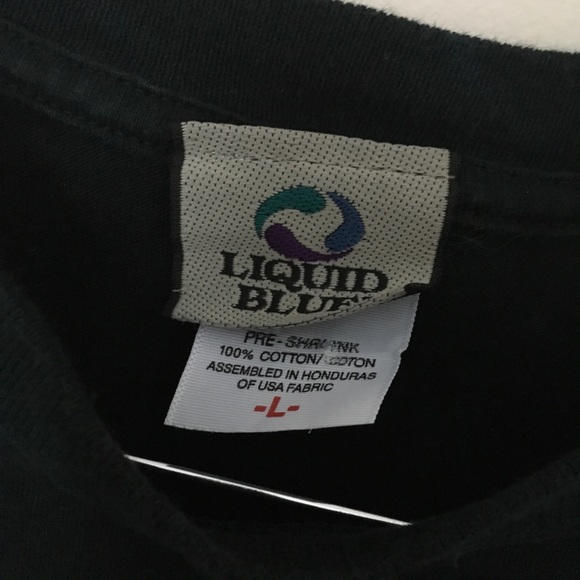 LIQUID
BLUE
PRE-SHRUNK
100% COTTON/COTON
ASSEMBLED IN HONDURAS
OF USA FABRIC
-L-